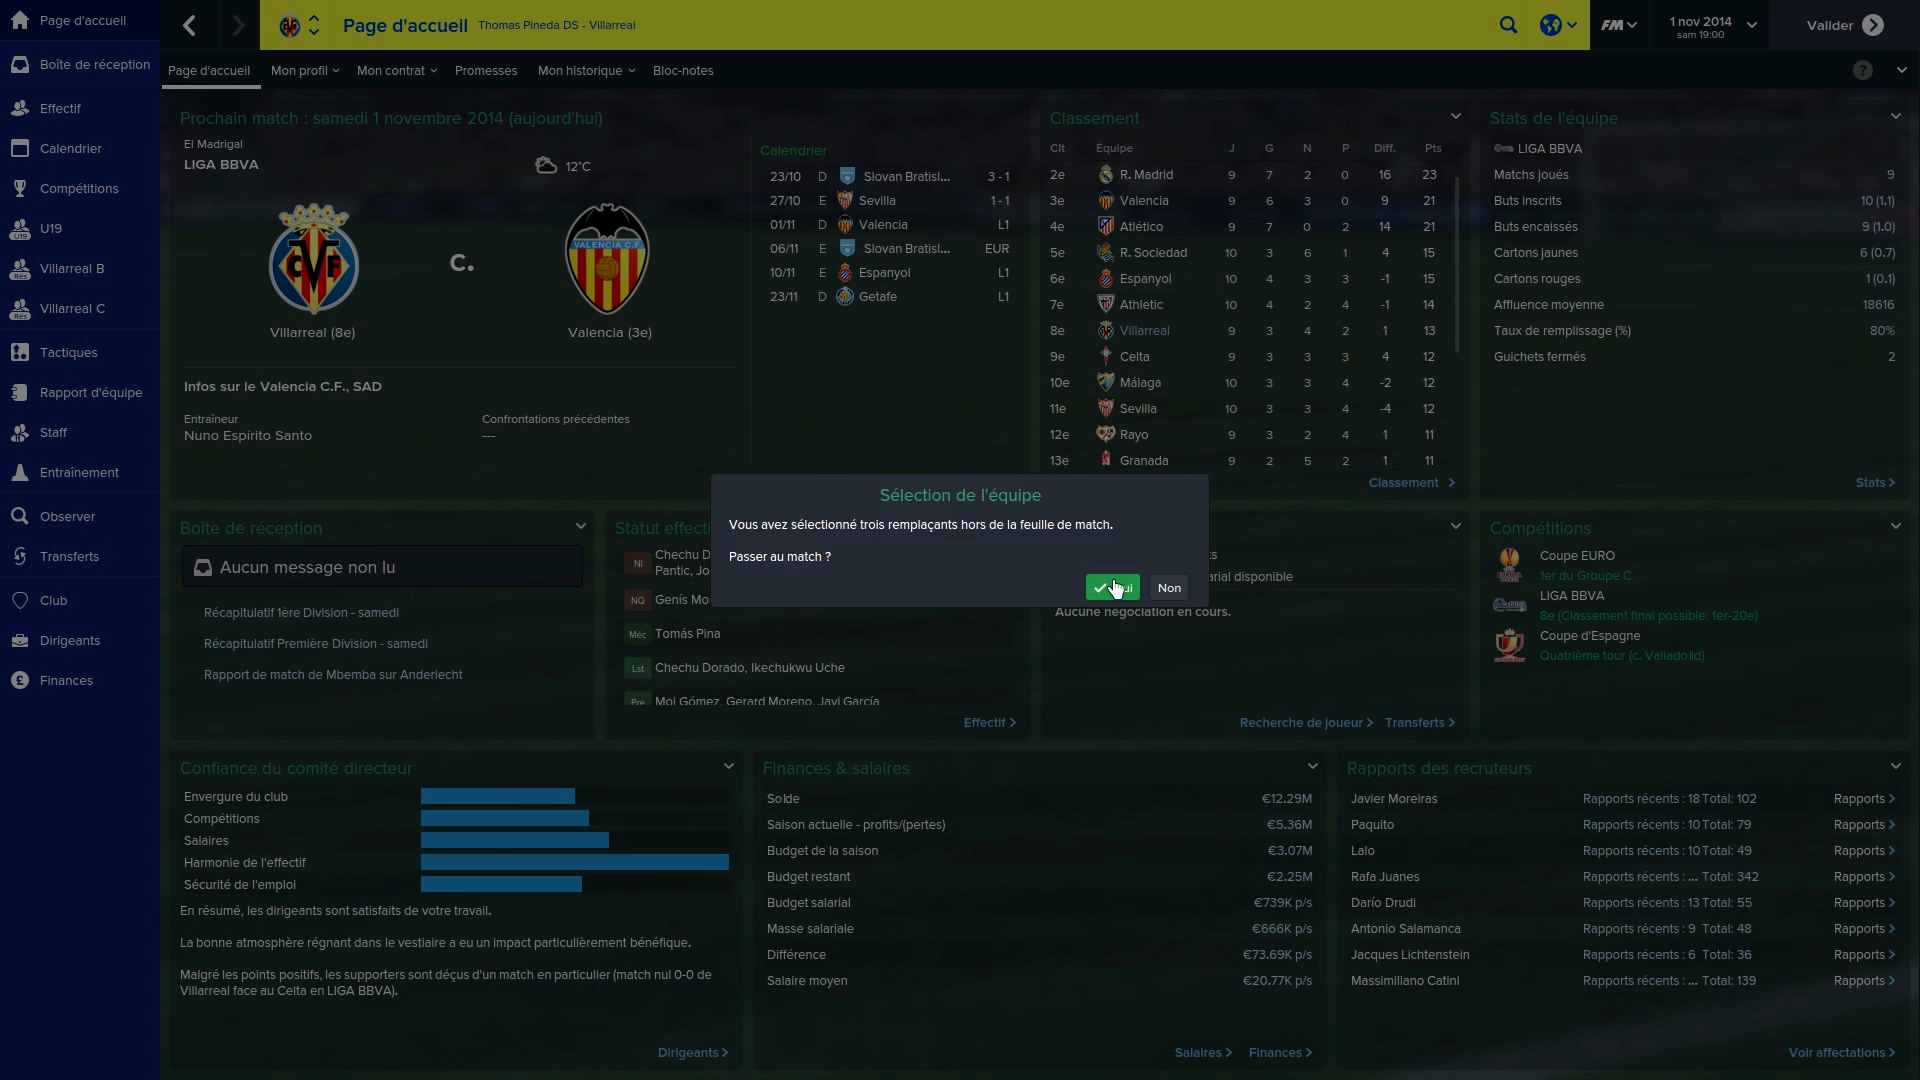 Page d'accueil
Boîte de réception
Effectif
Calendrier
Compétitions
U19
Villarreal B
Villarreal C
Tactiques
Rapport d'équipe
Staff
Entraînement
Observer
Transferts
Club
Dirigeants
Finances
Page d'accueil
Thomas Pineda DS - Villarreal
FM
1 nov 2014
sam 19:00
Valider
Page d'accueil
Mon profil
Mon contrat
Promesses
Mon historique
Bloc-notes
Prochain match : samedi 1 novembre 2014 (aujourd'hui)
El Madrigal
LIGA BBVA
12°C
c.
Villarreal (8e)
Valencia (3e)
Infos sur le Valencia C.F., SAD
Entraîneur
Nuno Espírito Santo
Confrontations précédentes
---
Calendrier
23/10 D Slovan Bratisl... 3 - 1
27/10 E Sevilla 1 - 1
01/11 D Valencia L1
06/11 E Slovan Bratisl... EUR
10/11 E Espanyol L1
23/11 D Getafe L1
Classement
Clt Équipe J G N P Diff. Pts
2e R. Madrid 9 7 2 0 16 23
3e Valencia 9 6 3 0 9 21
4e Atlético 9 7 0 2 14 21
5e R. Sociedad 10 3 6 1 4 15
6e Espanyol 10 4 3 3 -1 15
7e Athletic 10 4 2 4 -1 14
8e Villarreal 9 3 4 2 1 13
9e Celta 9 3 3 3 4 12
10e Málaga 10 3 3 4 -2 12
11e Sevilla 10 3 3 4 -4 12
12e Rayo 9 3 2 4 1 11
13e Granada 9 2 5 2 1 11
Classement
Stats de l'équipe
LIGA BBVA
Matchs joués 9
Buts inscrits 10 (1.1)
Buts encaissés 9 (1.0)
Cartons jaunes 6 (0.7)
Cartons rouges 1 (0.1)
Affluence moyenne 18616
Taux de remplissage (%) 80%
Guichets fermés 2
Stats
Sélection de l'équipe
Vous avez sélectionné trois remplaçants hors de la feuille de match.
Passer au match ?
Non
Boîte de réception
Aucun message non lu
Récapitulatif 1ère Division - samedi
Récapitulatif Première Division - samedi
Rapport de match de Mbemba sur Anderlecht
Statut effecti
NI Chechu D
Pantic, Jo
NQ Genís Mo
Méc Tomás Pina
Lst Chechu Dorado, Ikechukwu Uche
Pre Moi Gómez, Gerard Moreno, Javi García
Effectif
arial disponible
Aucune négociation en cours.
Recherche de joueur
Transferts
Compétitions
Coupe EURO
1er du Groupe C
LIGA BBVA
8e (Classement final possible: 1er-20e)
Coupe d'Espagne
Quatrième tour (c. Valladolid)
Confiance du comité directeur
Envergure du club
Compétitions
Salaires
Harmonie de l'effectif
Sécurité de l'emploi
En résumé, les dirigeants sont satisfaits de votre travail.
La bonne atmosphère régnant dans le vestiaire a eu un impact particulièrement bénéfique.
Malgré les points positifs, les supporters sont déçus d'un match en particulier (match nul 0-0 de
Villarreal face au Celta en LIGA BBVA).
Dirigeants
Finances & salaires
Solde €12.29M
Saison actuelle - profits/(pertes) €5.36M
Budget de la saison €3.07M
Budget restant €2.25M
Budget salarial €739K p/s
Masse salariale €666K p/s
Différence €73.69K p/s
Salaire moyen €20.77K p/s
Salaires
Finances
Rapports des recruteurs
Javier Moreiras Rapports récents : 18 Total: 102 Rapports
Paquito Rapports récents : 10 Total: 79 Rapports
Lalo Rapports récents : 10 Total: 49 Rapports
Rafa Juanes Rapports récents : ... Total: 342 Rapports
Darío Drudi Rapports récents : 13 Total: 55 Rapports
Antonio Salamanca Rapports récents : 9 Total: 48 Rapports
Jacques Lichtenstein Rapports récents : 6 Total: 36 Rapports
Massimiliano Catini Rapports récents : ... Total: 139 Rapports
Voir affectations